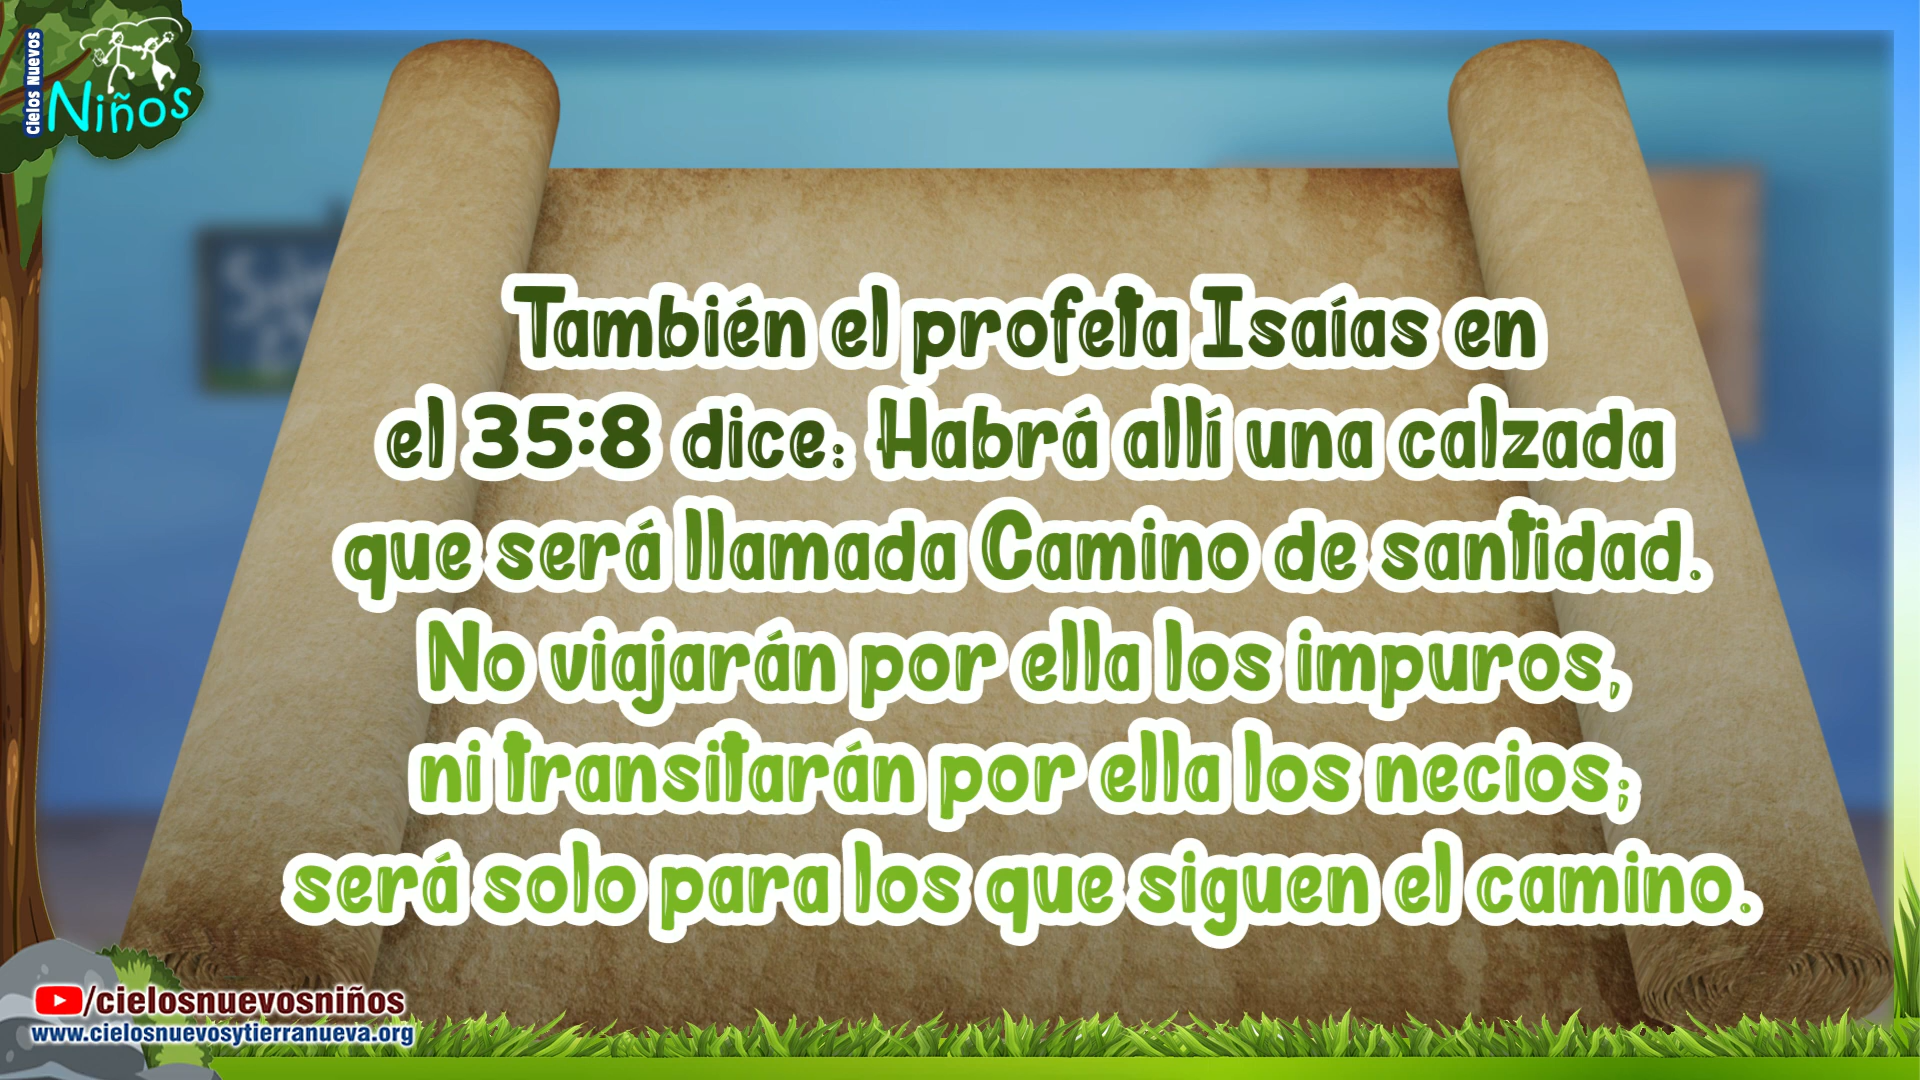 Cielos Nuevos
Niños
También el profeta Isaías en
el 35:8 dice: Habrá allí una calzada
que será llamada Camino de santidad.
No viajarán por ella los impuros,
ni transitarán por ella los necios;
será solo para los que siguen el camino.
/cielosnuevosniños
www.cielosnuevosytierranueva.org